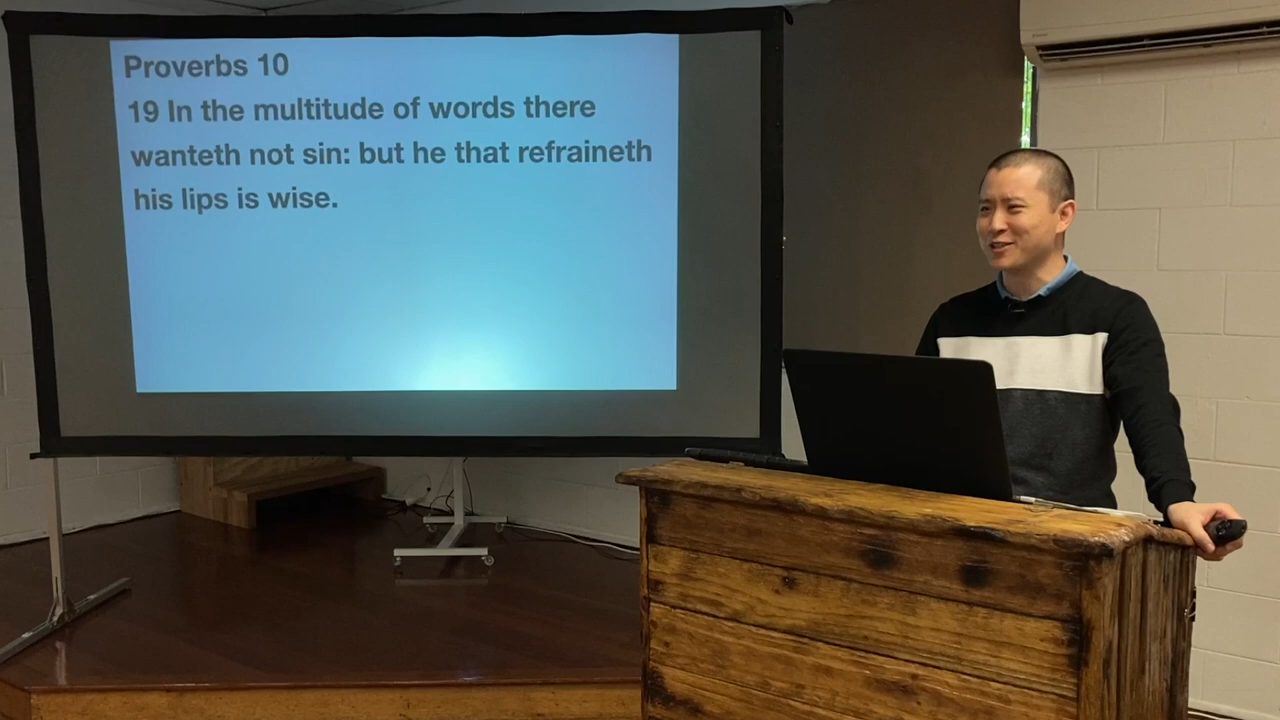 Proverbs 10
19 In the multitude of words there
wanteth not sin: but he that refraineth
his lips is wise.